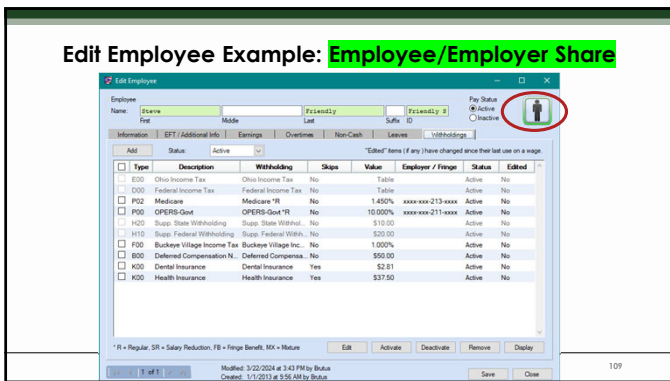 Edit Employee Example: Employee/Employer Share
Edit Employee
Employee
Pay Status
Name: Steve Friendly Friendly S Active
First Middle Last Suffix ID Inactive
Information EFT / Additional Info Earnings Overtimes Non-Cash Leaves Withholdings
Add Status: Active "Edited" items ( if any ) have changed since their last use on a wage.
Type Description Withholding Skips Value Employer / Fringe Status Edited
E00 Ohio Income Tax Ohio Income Tax No Table Active No
D00 Federal Income Tax Federal Income Tax No Table Active No
P02 Medicare Medicare *R No 1.450% xxxx-xxx-213-xxxx Active No
P00 OPERS-Govt OPERS-Govt *R No 10.000% xxxx-xxx-211-xxxx Active No
H20 Supp. State Withholding Supp. State Withhol... No $10.00 Active No
H10 Supp. Federal Withholding Supp. Federal Withh... No $20.00 Active No
F00 Buckeye Village Income Tax Buckeye Village Inc... No 1.000% Active No
B00 Deferred Compensation N... Deferred Compensa... No $50.00 Active No
K00 Dental Insurance Dental Insurance Yes $2.81 Active No
K00 Health Insurance Health Insurance Yes $37.50 Active No
* R = Regular, SR = Salary Reduction, FB = Fringe Benefit, MX = Mixture Edit Activate Deactivate Remove Display
1 of 1 Modified: 3/22/2024 at 3:43 PM by Brutus
Created: 1/1/2013 at 9:56 AM by Brutus Save Close
109